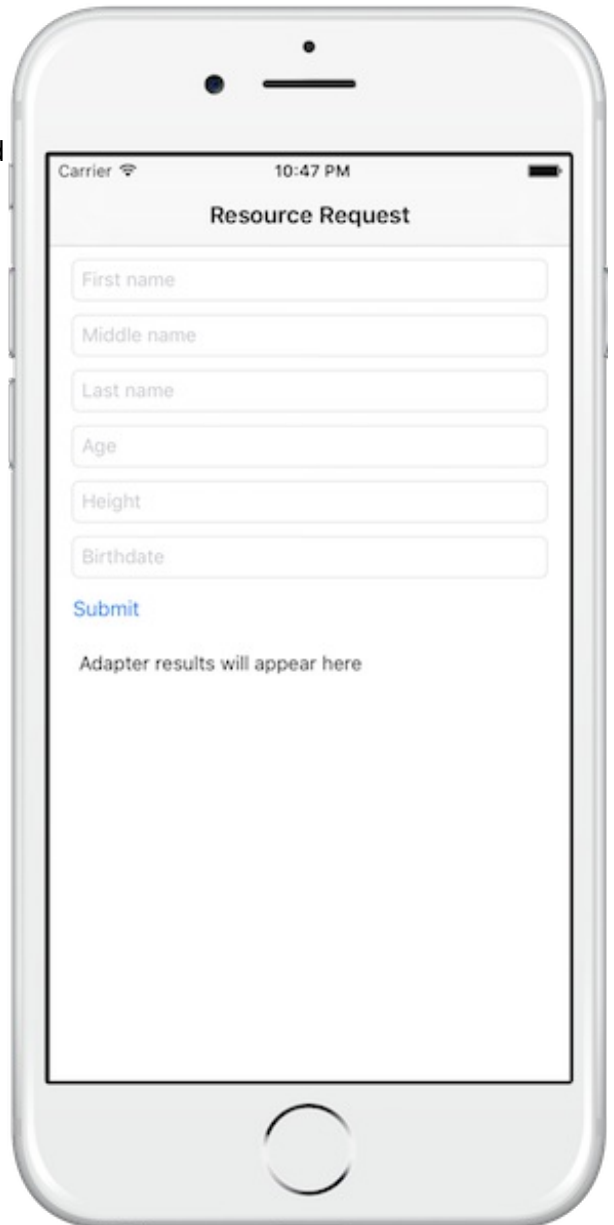 Carrier
10:47 PM
Resource Request
First name
Middle name
Last name
Age
Height
Birthdate
Submit
Adapter results will appear here